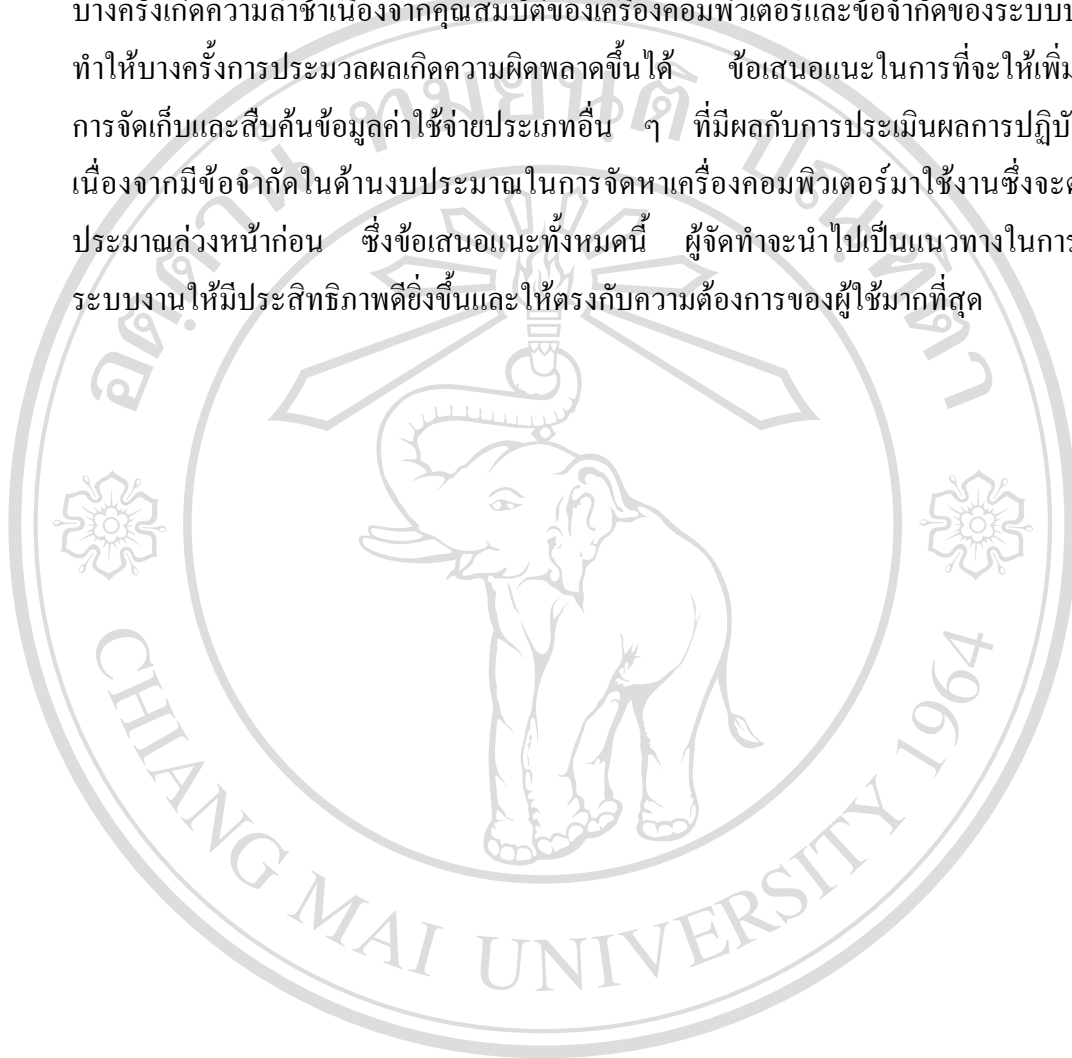 บางครั้งเกิดความล่าช้าเนื่องจากคุณสมบัติของเครื่องคอมพิวเตอร์และข้อจำกัดของระบบ
ทำให้บางครั้งการประมวลผลเกิดความผิดพลาดขึ้นได้ ข้อเสนอแนะในการที่จะให้เพิ่ม
การจัดเก็บและสืบค้นข้อมูลค่าใช้จ่ายประเภทอื่น ๆ ที่มีผลกับการประเมินผลการปฏิบั
เนื่องจากมีข้อจำกัดในด้านงบประมาณในการจัดหาเครื่องคอมพิวเตอร์มาใช้งานซึ่งจะ
ประมาณล่วงหน้าก่อน ซึ่งข้อเสนอแนะทั้งหมดนี้ ผู้จัดทำจะนำไปเป็นแนวทางในการ
ระบบงานให้มีประสิทธิภาพดียิ่งขึ้นและให้ตรงกับความต้องการของผู้ใช้มากที่สุด
อตฺตานํ ทมยนฺติ ปณฺฑิตา
CHIANG MAI UNIVERSITY 1964